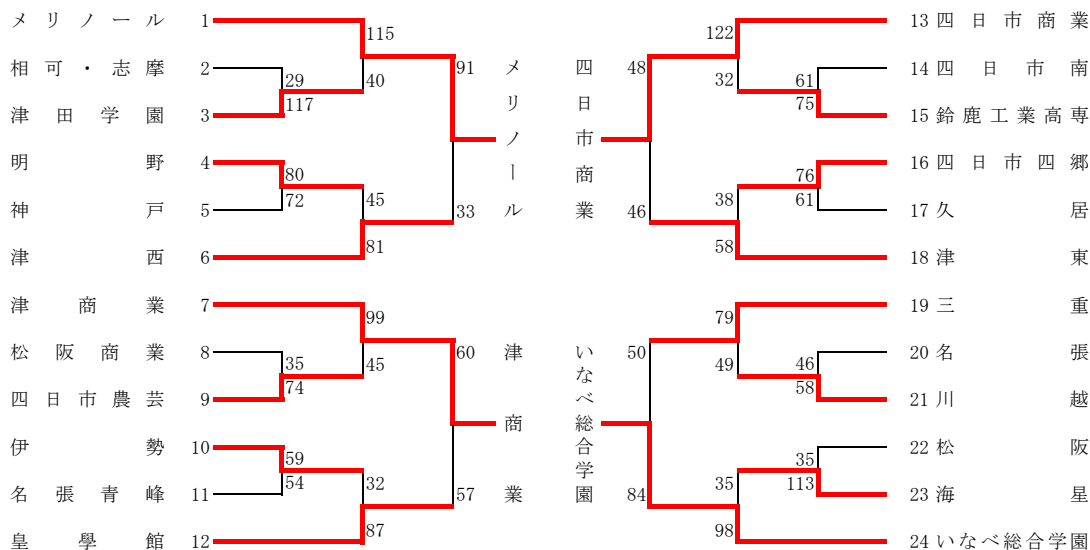 メリノール 1
相可・志摩 2
津田学園 3
明野 4
神戸 5
津西 6
津商業 7
松阪商業 8
四日市農芸 9
伊勢 10
名張青峰 11
皇學館 12
115
29
117
40
80
72
45
81
91
33
99
35
74
45
59
54
32
87
60
57
メリノール
津商業
四日市商業
いなべ総合学園
48
46
122
32
61
75
76
61
38
58
50
84
79
49
46
58
35
113
35
98
13 四日市商業
14 四日市南
15 鈴鹿工業高専
16 四日市四郷
17 久居
18 津東
19 三重
20 名張
21 川越
22 松阪
23 海星
24 いなべ総合学園